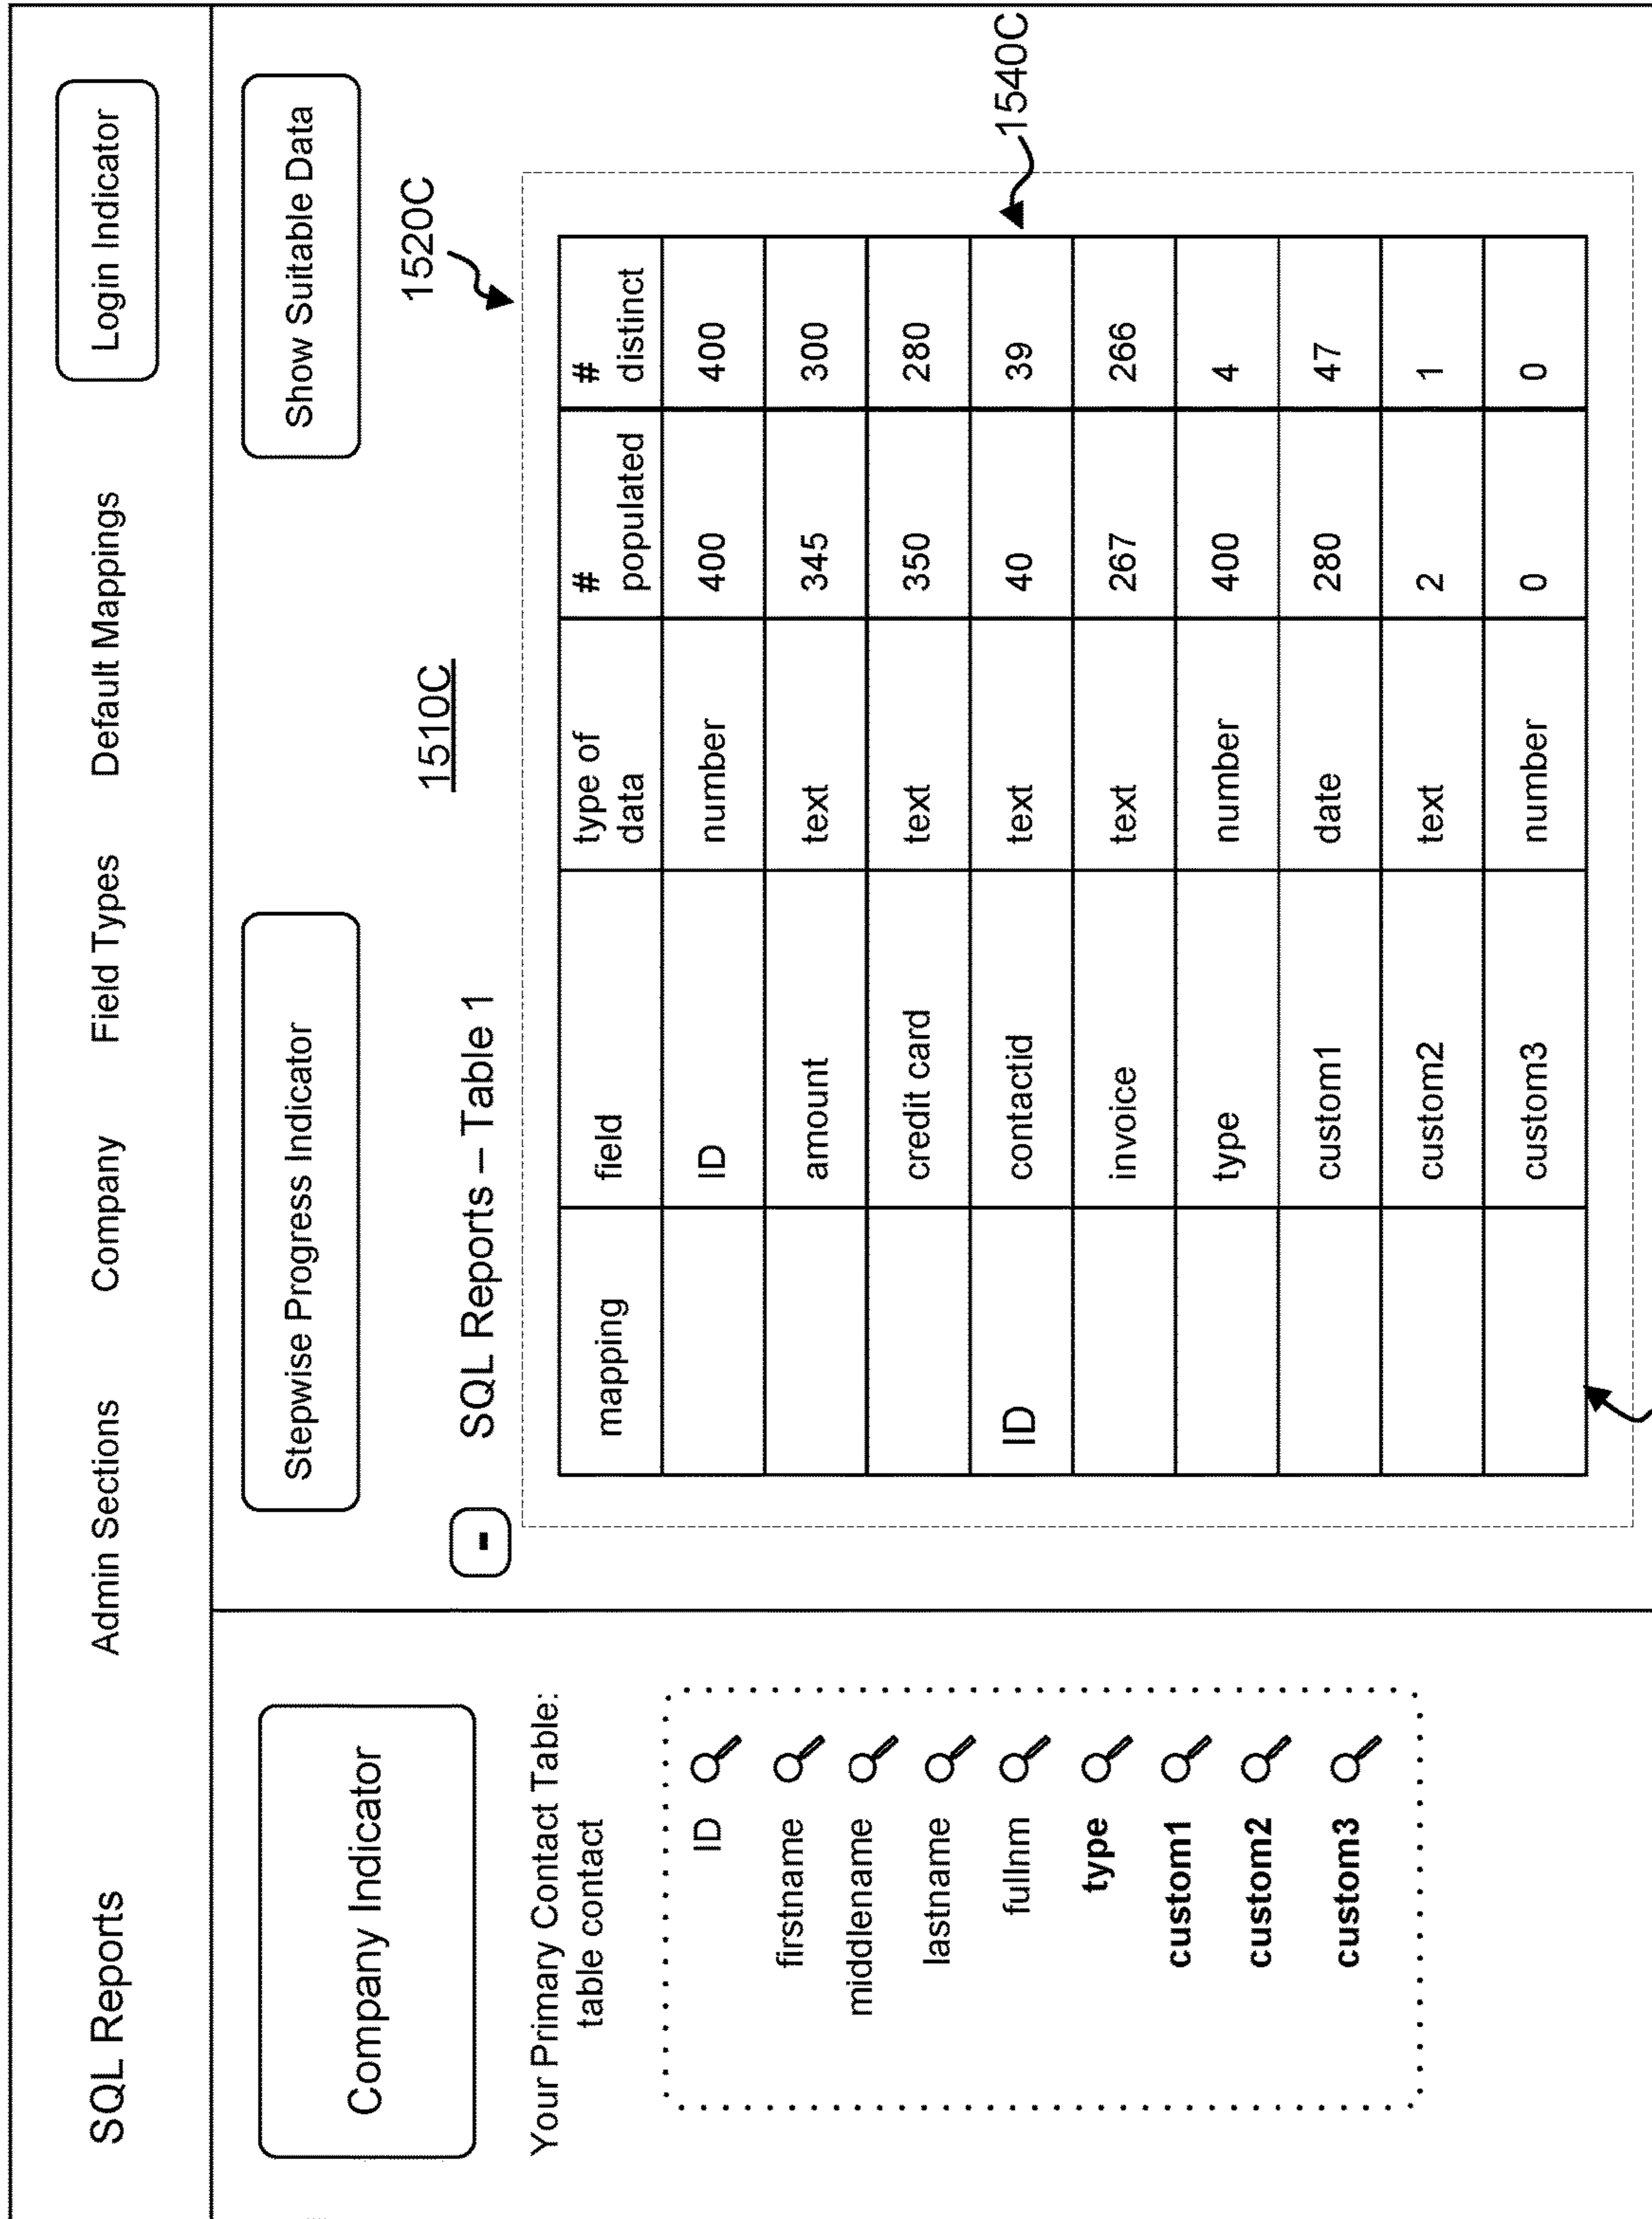 SQL Reports Admin Sections Company Field Types Default Mappings Login Indicator
Company Indicator
Your Primary Contact Table:
table contact
ID
firstname
middlename
lastname
fullnm
type
custom1
custom2
custom3
Stepwise Progress Indicator Show Suitable Data
1510C 1520C
- SQL Reports – Table 1
mapping field type of data # populated # distinct
ID number 400 400
amount text 345 300
credit card text 350 280
ID contactid text 40 39
1540C
invoice text 267 266
type number 400 4
custom1 date 280 47
custom2 text 2 1
custom3 number 0 0